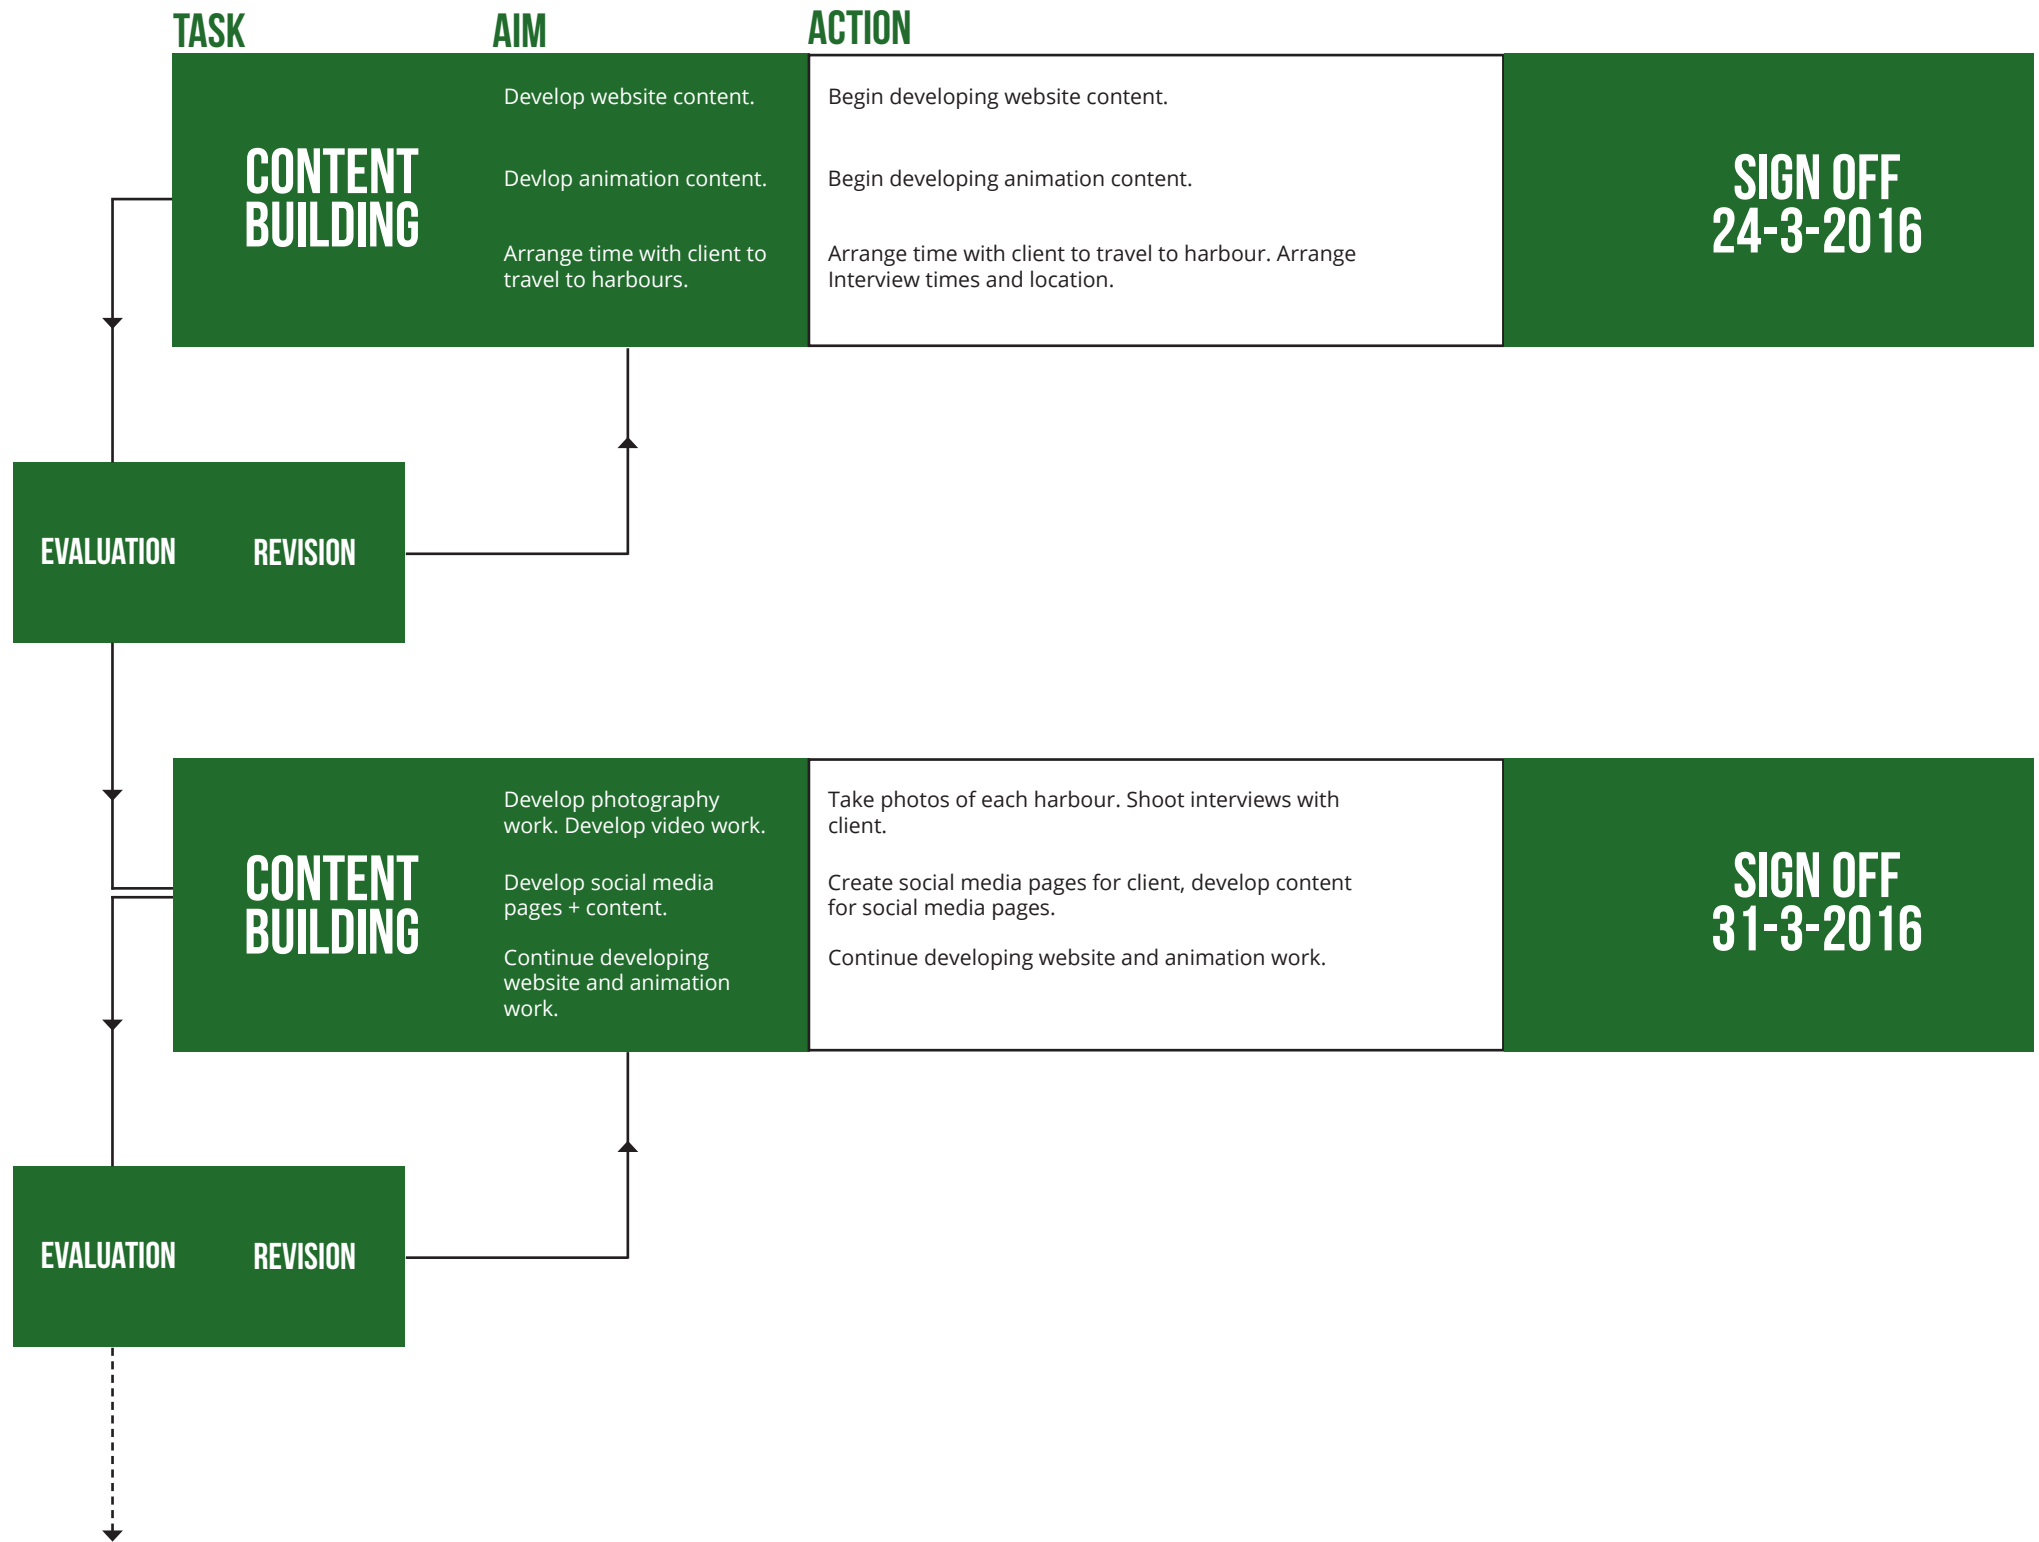 TASK
AIM
ACTION
CONTENT
BUILDING
Develop website content.
Begin developing website content.
Devlop animation content.
Begin developing animation content.
Arrange time with client to
travel to harbours.
Arrange time with client to travel to harbour. Arrange
Interview times and location.
SIGN OFF
24-3-2016
EVALUATION
REVISION
CONTENT
BUILDING
Develop photography
work. Develop video work.
Take photos of each harbour. Shoot interviews with
client.
Develop social media
pages + content.
Create social media pages for client, develop content
for social media pages.
Continue developing
website and animation
work.
Continue developing website and animation work.
SIGN OFF
31-3-2016
EVALUATION
REVISION